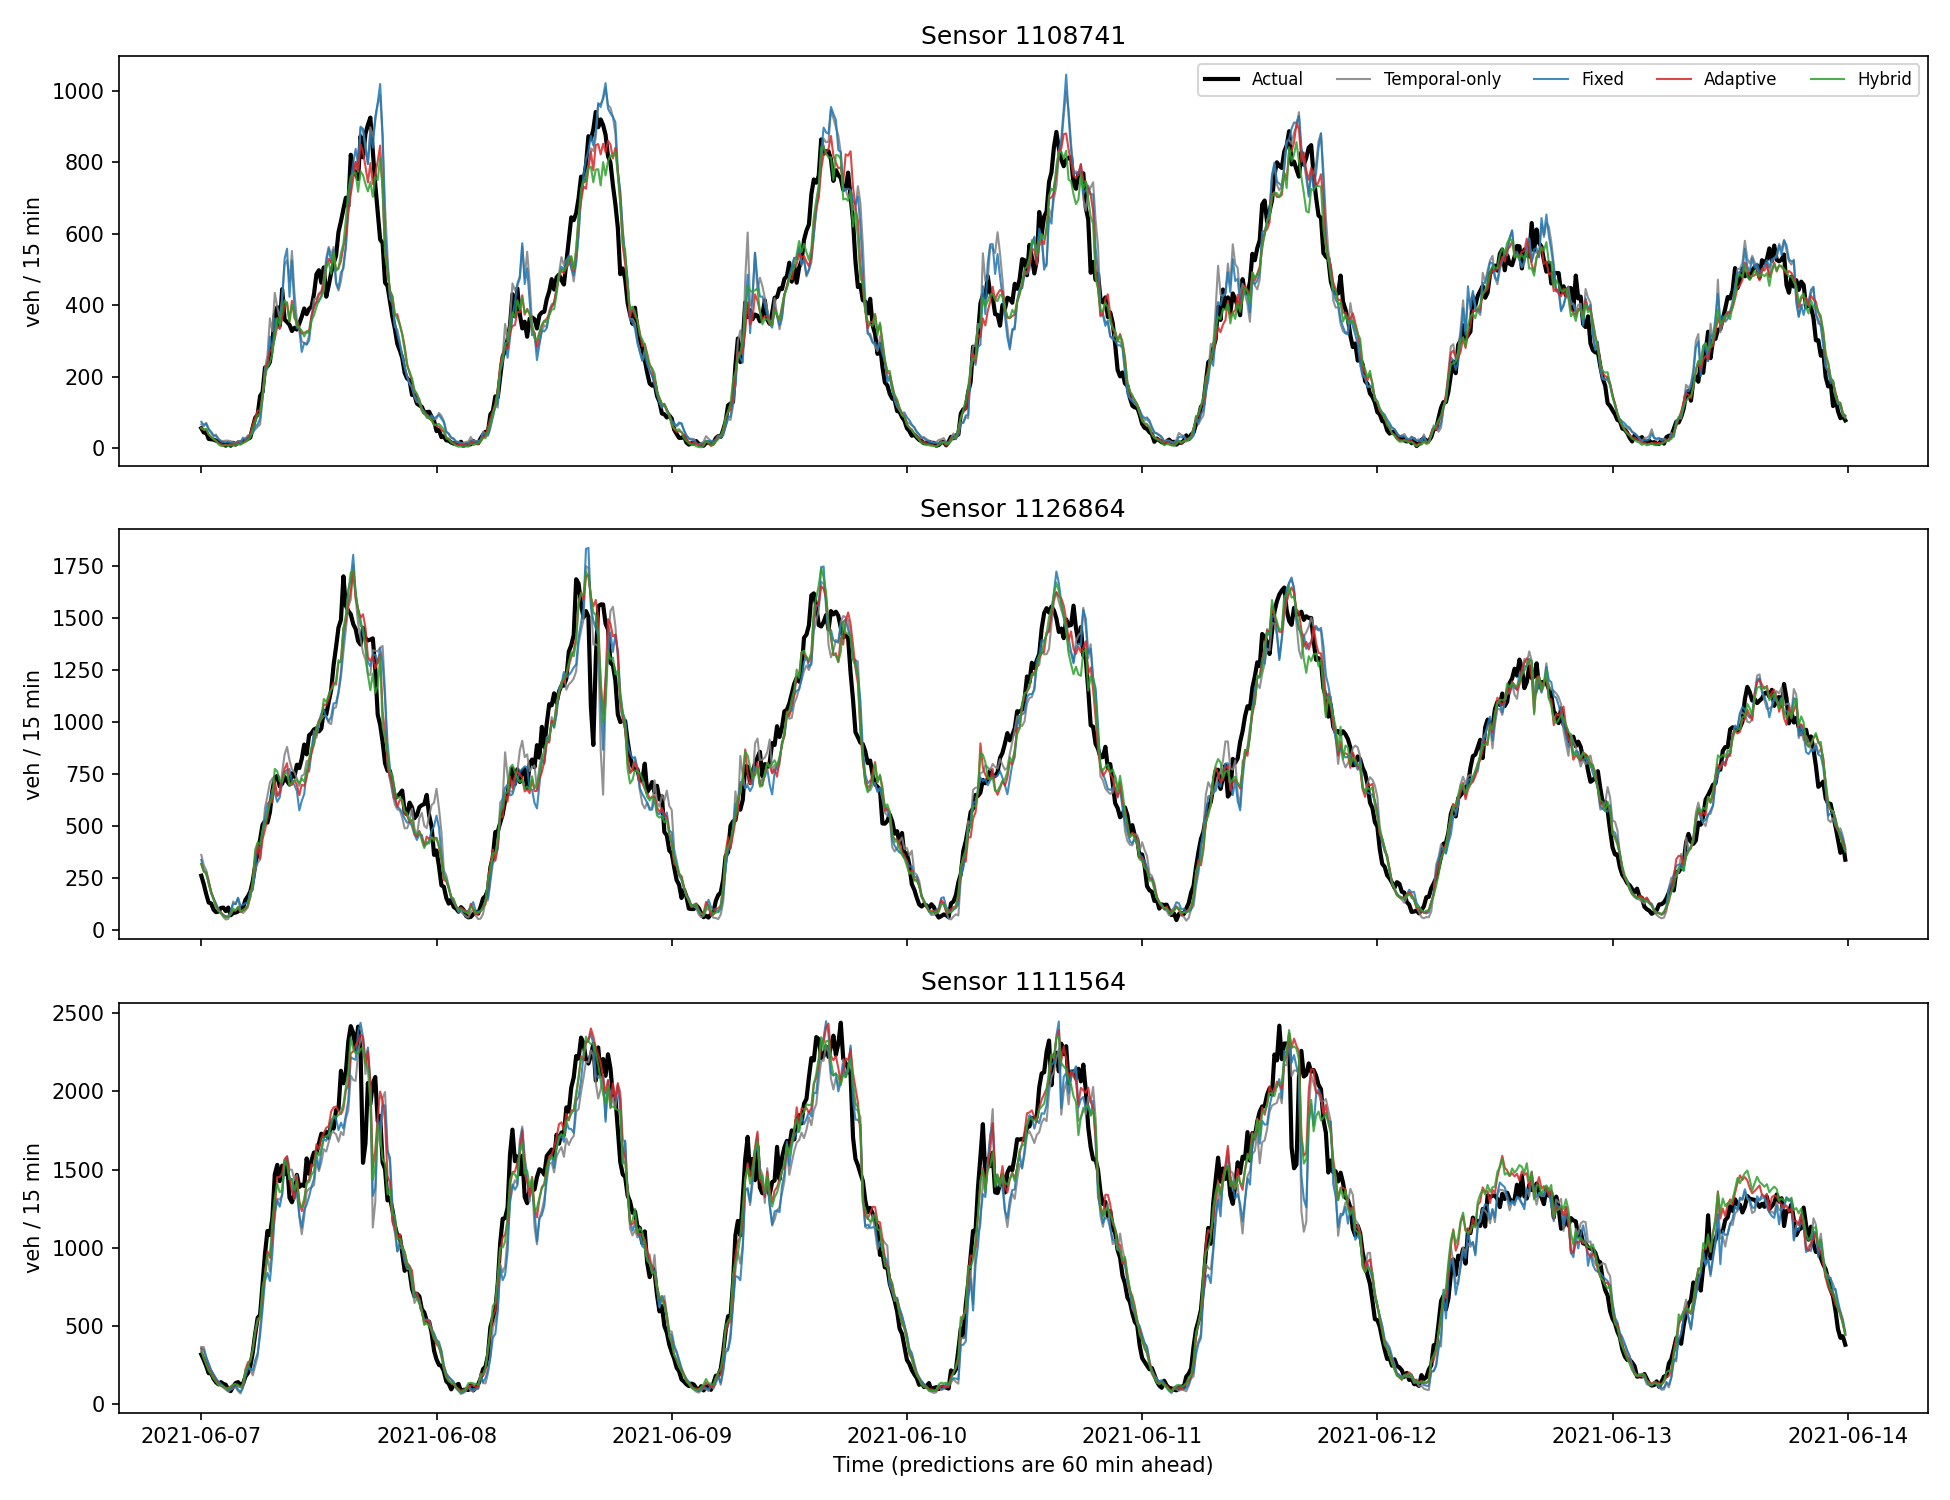 Sensor 1108741
Actual Temporal-only Fixed Adaptive Hybrid
1000
800
600
400
200
0
veh / 15 min
Sensor 1126864
1750
1500
1250
1000
750
500
250
0
veh / 15 min
Sensor 1111564
2500
2000
1500
1000
500
0
veh / 15 min
2021-06-07 2021-06-08 2021-06-09 2021-06-10 2021-06-11 2021-06-12 2021-06-13 2021-06-14
Time (predictions are 60 min ahead)